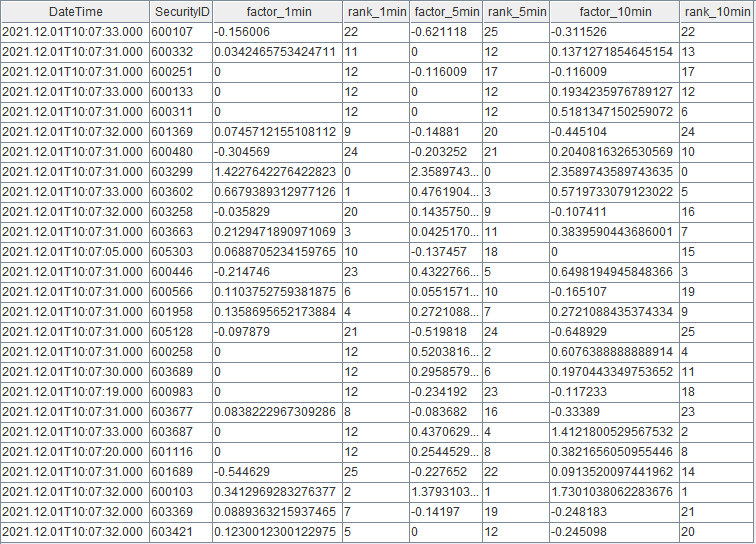 DateTime SecurityID factor_1min rank_1min factor_5min rank_5min factor_10min rank_10min
2021.12.01T10:07:33.000 600107 -0.156006 22 -0.621118 25 -0.311526 22
2021.12.01T10:07:31.000 600332 0.0342465753424711 11 0 12 0.1371271854645154 13
2021.12.01T10:07:31.000 600251 0 12 -0.116009 17 -0.116009 17
2021.12.01T10:07:33.000 600133 0 12 0 12 0.1934235976789127 12
2021.12.01T10:07:31.000 600311 0 12 0 12 0.5181347150259072 6
2021.12.01T10:07:32.000 601369 0.0745712155108112 9 -0.14881 20 -0.445104 24
2021.12.01T10:07:31.000 600480 -0.304569 24 -0.203252 21 0.2040816326530569 10
2021.12.01T10:07:31.000 603299 1.4227642276422823 0 2.3589743... 0 2.3589743589743635 0
2021.12.01T10:07:33.000 603602 0.6679389312977126 1 0.4761904... 3 0.5719733079123022 5
2021.12.01T10:07:32.000 603258 -0.035829 20 0.1435750... 9 -0.107411 16
2021.12.01T10:07:31.000 603663 0.2129471890971069 3 0.0425170... 11 0.3839590443686001 7
2021.12.01T10:07:05.000 605303 0.0688705234159765 10 -0.137457 18 0 15
2021.12.01T10:07:31.000 600446 -0.214746 23 0.4322766... 5 0.6498194945848366 3
2021.12.01T10:07:31.000 600566 0.1103752759381875 6 0.0551571... 10 -0.165107 19
2021.12.01T10:07:31.000 601958 0.1358695652173884 4 0.2721088... 7 0.2721088435374334 9
2021.12.01T10:07:31.000 605128 -0.097879 21 -0.519818 24 -0.648929 25
2021.12.01T10:07:31.000 600258 0 12 0.5203816... 2 0.6076388888888914 4
2021.12.01T10:07:30.000 603689 0 12 0.2958579... 6 0.1970443349753652 11
2021.12.01T10:07:19.000 600983 0 12 -0.234192 23 -0.117233 18
2021.12.01T10:07:31.000 603677 0.0838222967309286 8 -0.083682 16 -0.33389 23
2021.12.01T10:07:33.000 603687 0 12 0.4370629... 4 1.4121800529567532 2
2021.12.01T10:07:20.000 601116 0 12 0.2544529... 8 0.3821656050955446 8
2021.12.01T10:07:31.000 601689 -0.544629 25 -0.227652 22 0.0913520097441962 14
2021.12.01T10:07:32.000 600103 0.3412969283276377 2 1.3793103... 1 1.7301038062283676 1
2021.12.01T10:07:32.000 603369 0.0889363215937465 7 -0.14197 19 -0.248183 21
2021.12.01T10:07:32.000 603421 0.1230012300122975 5 0 12 -0.245098 20